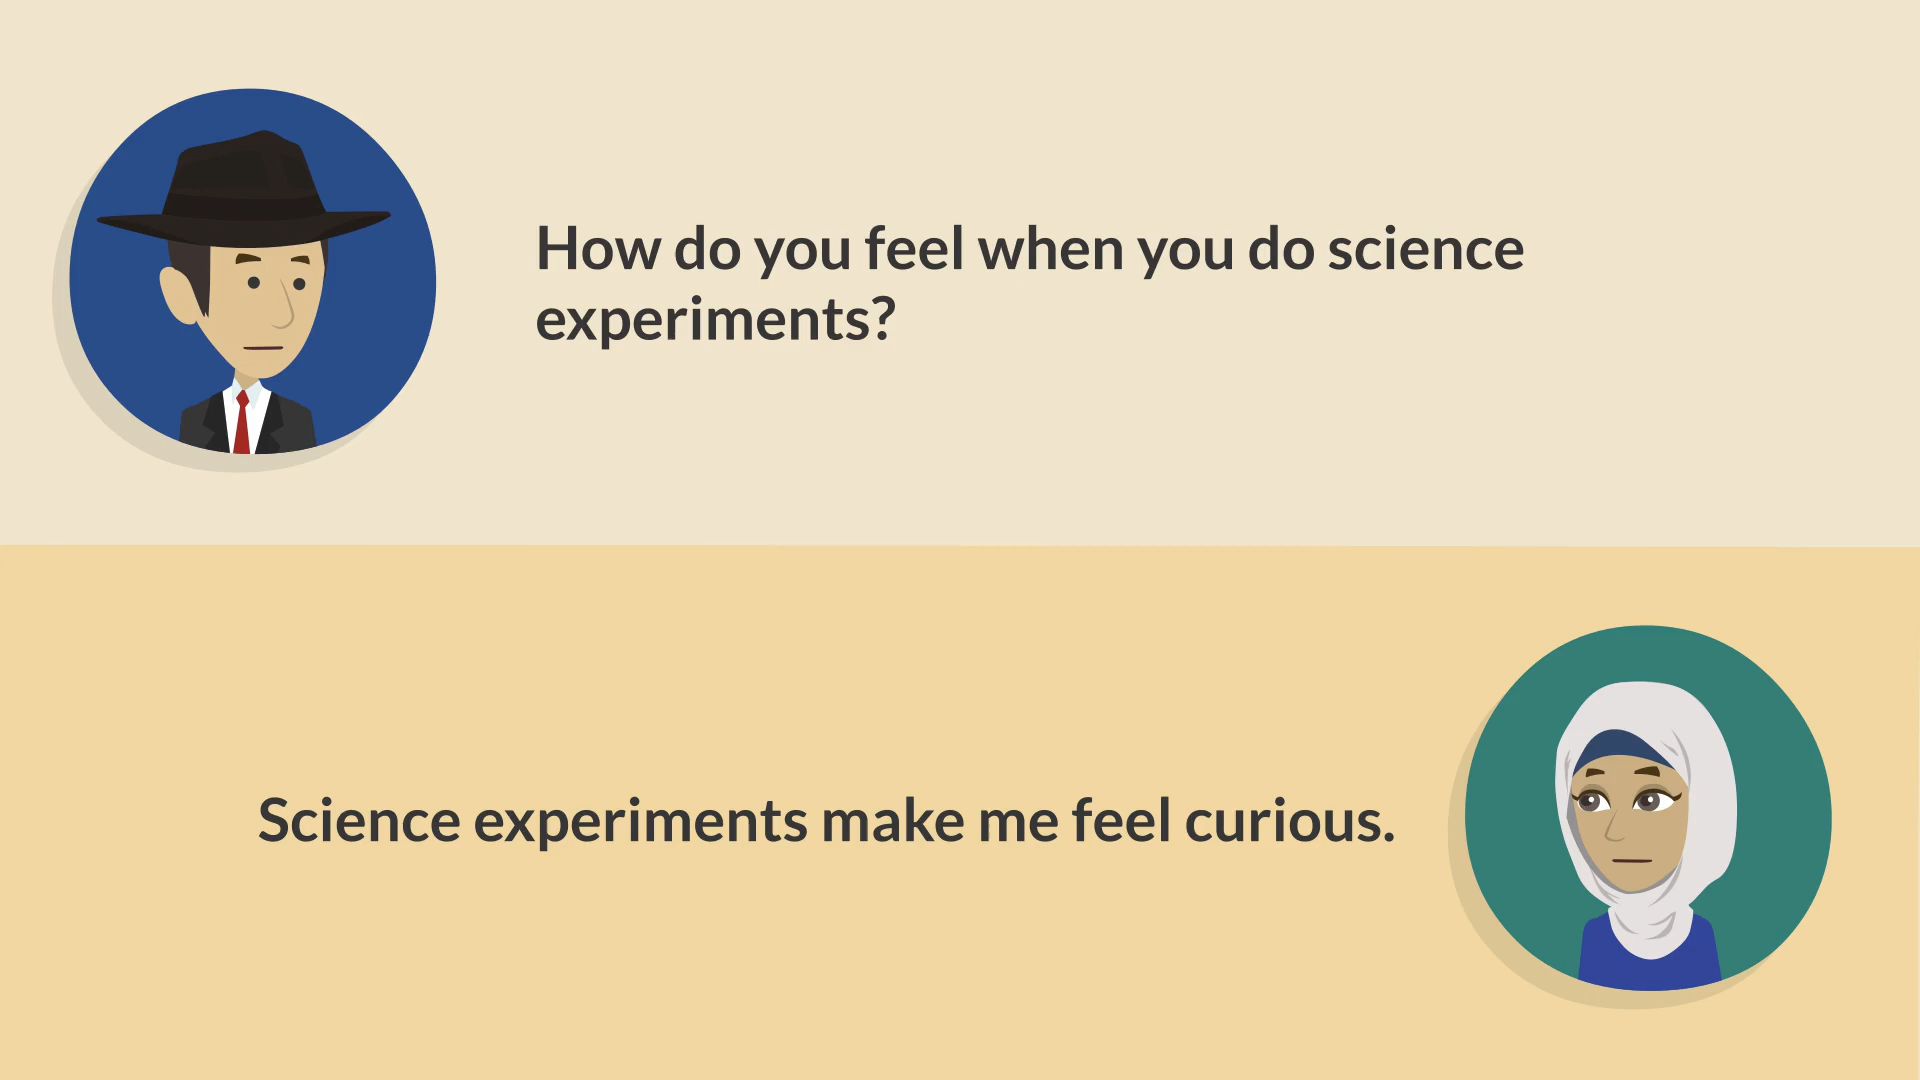 How do you feel when you do science
experiments?
Science experiments make me feel curious.